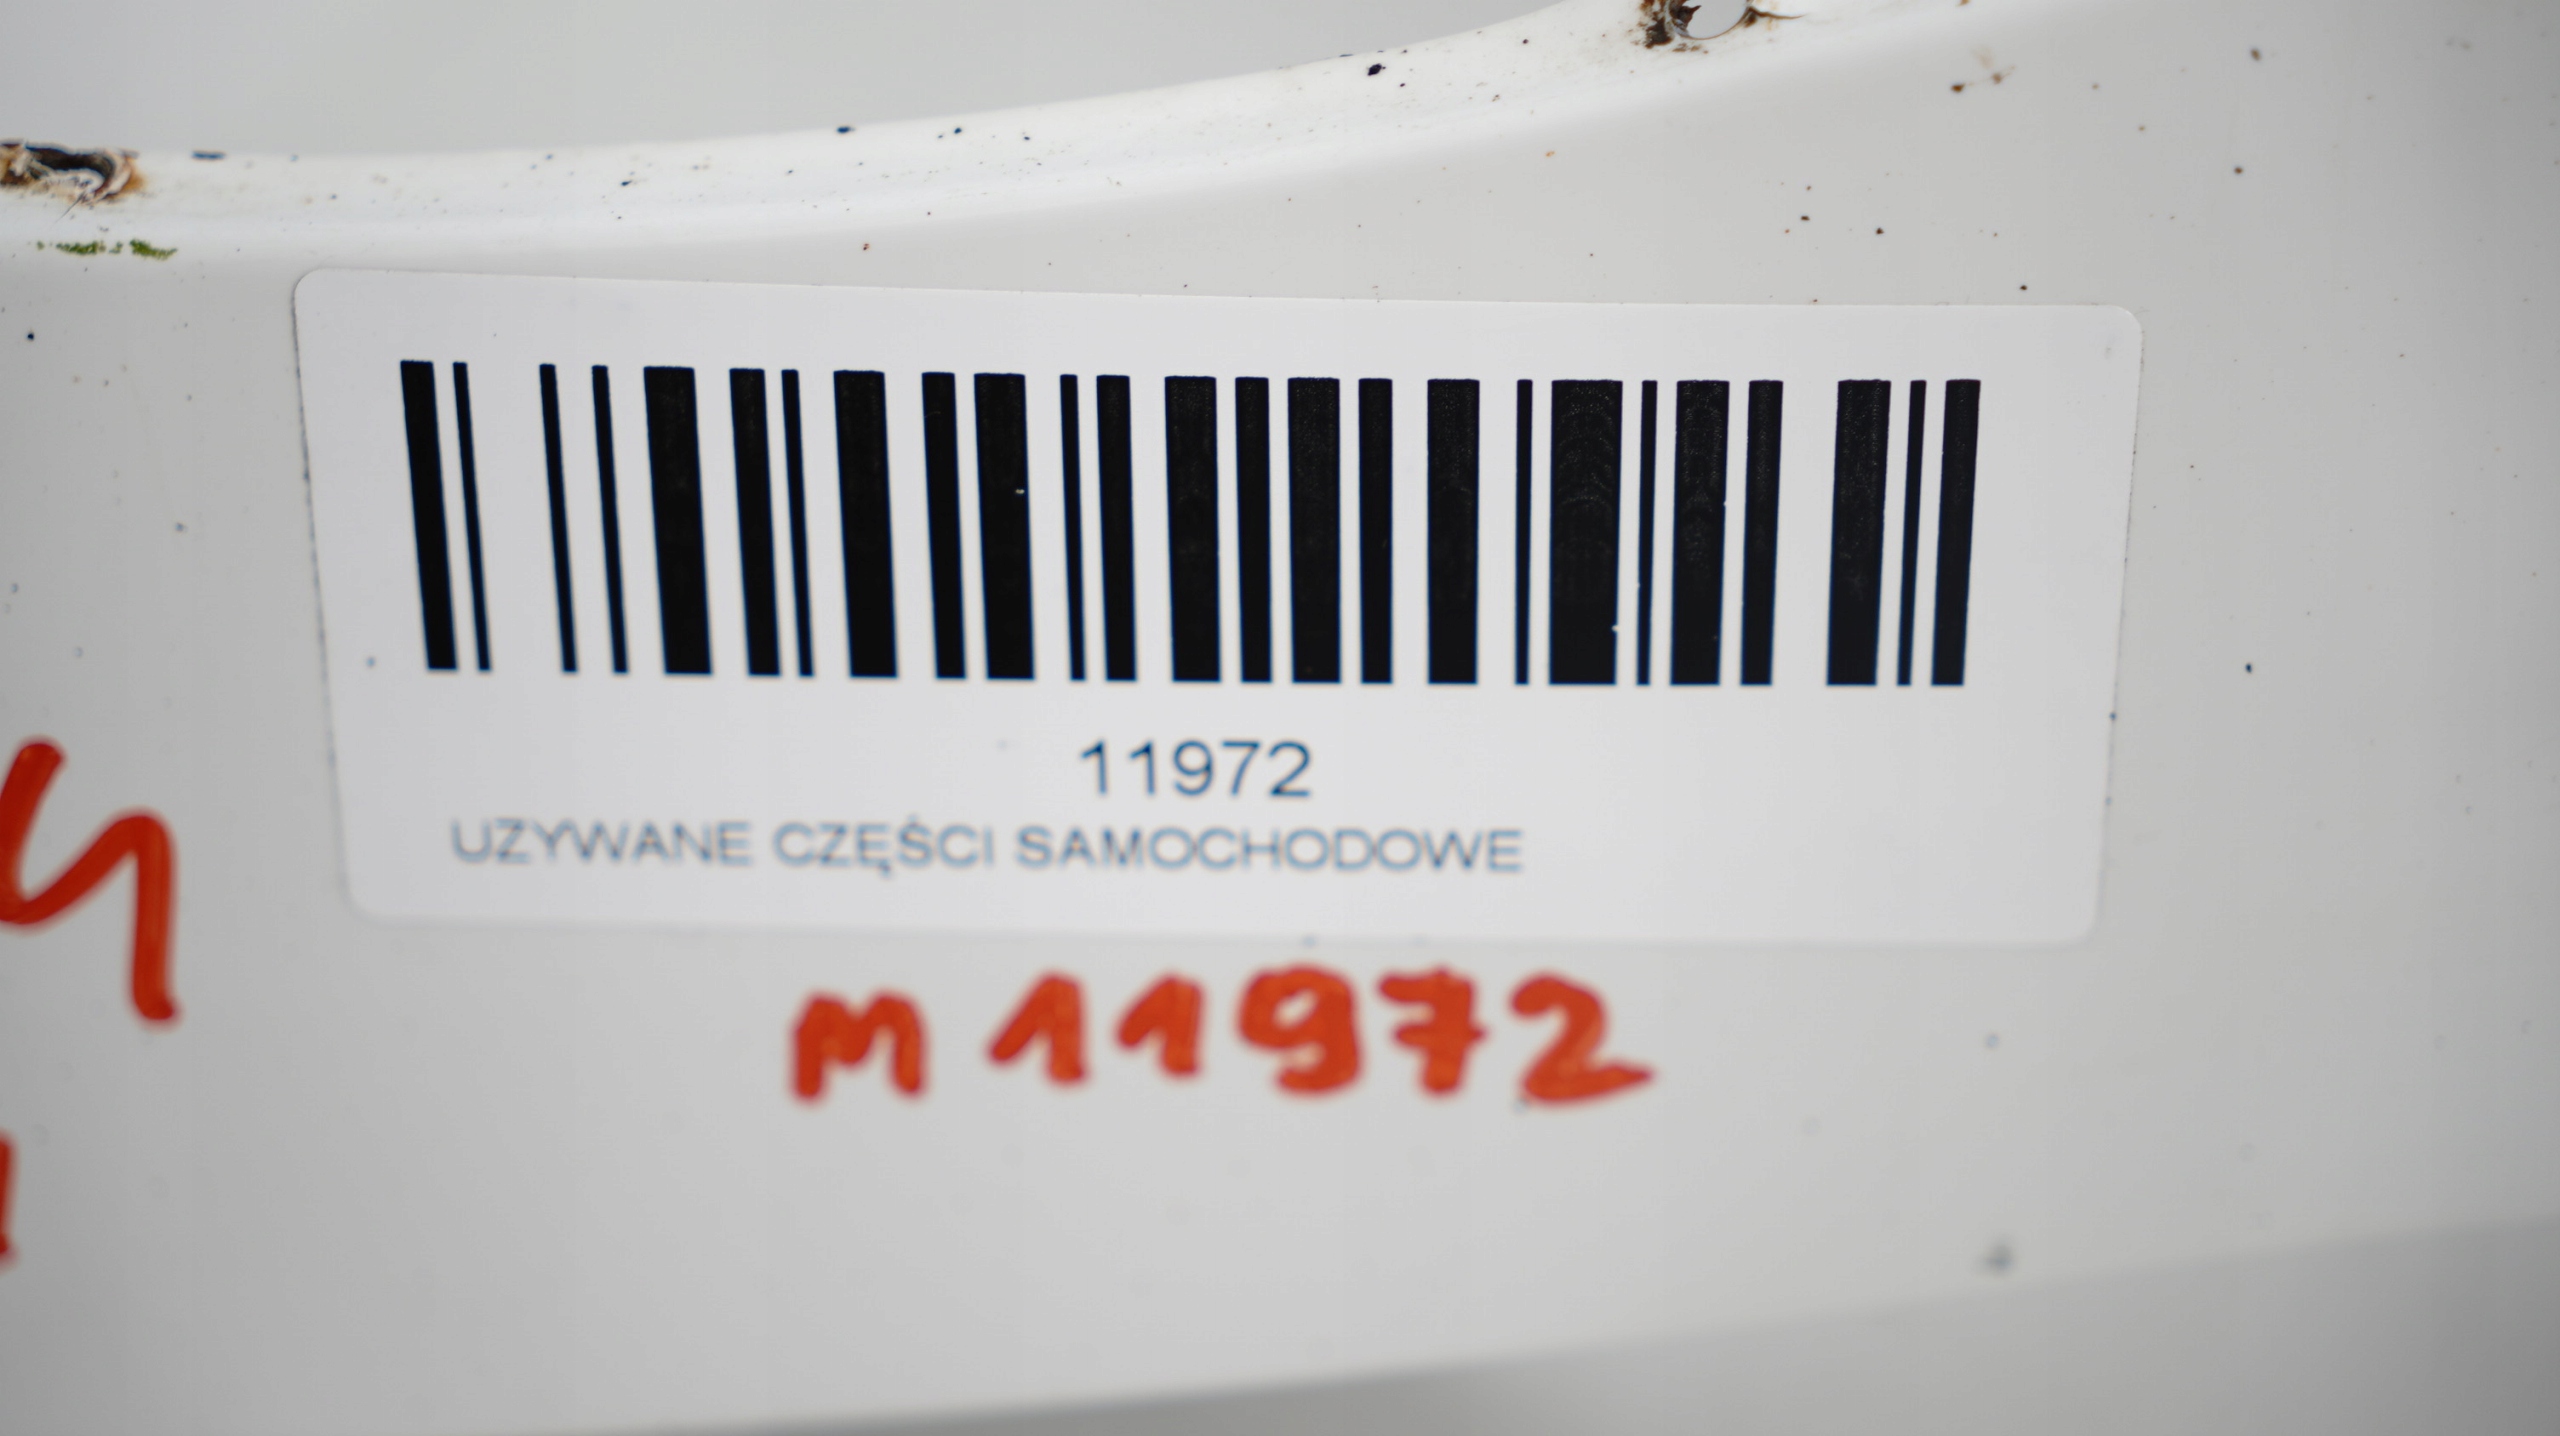 11972
UZYWANE CZĘŚCI SAMOCHODOWE
M 11972